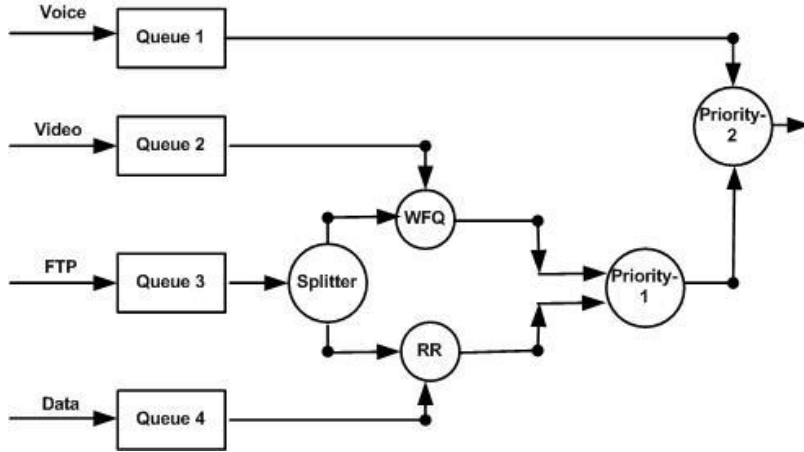 Voice
Queue 1
Priority-
2
Video
Queue 2
WFQ
FTP
Queue 3
Splitter
Priority-
1
RR
Data
Queue 4